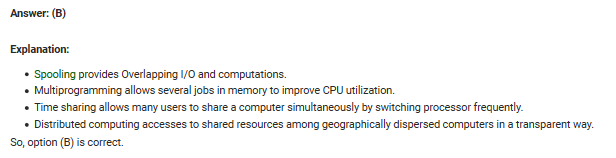 Answer: (B)
Explanation:
• Spooling provides Overlapping I/O and computations.
• Multiprogramming allows several jobs in memory to improve CPU utilization.
• Time sharing allows many users to share a computer simultaneously by switching processor frequently.
• Distributed computing accesses to shared resources among geographically dispersed computers in a transparent way.
So, option (B) is correct.